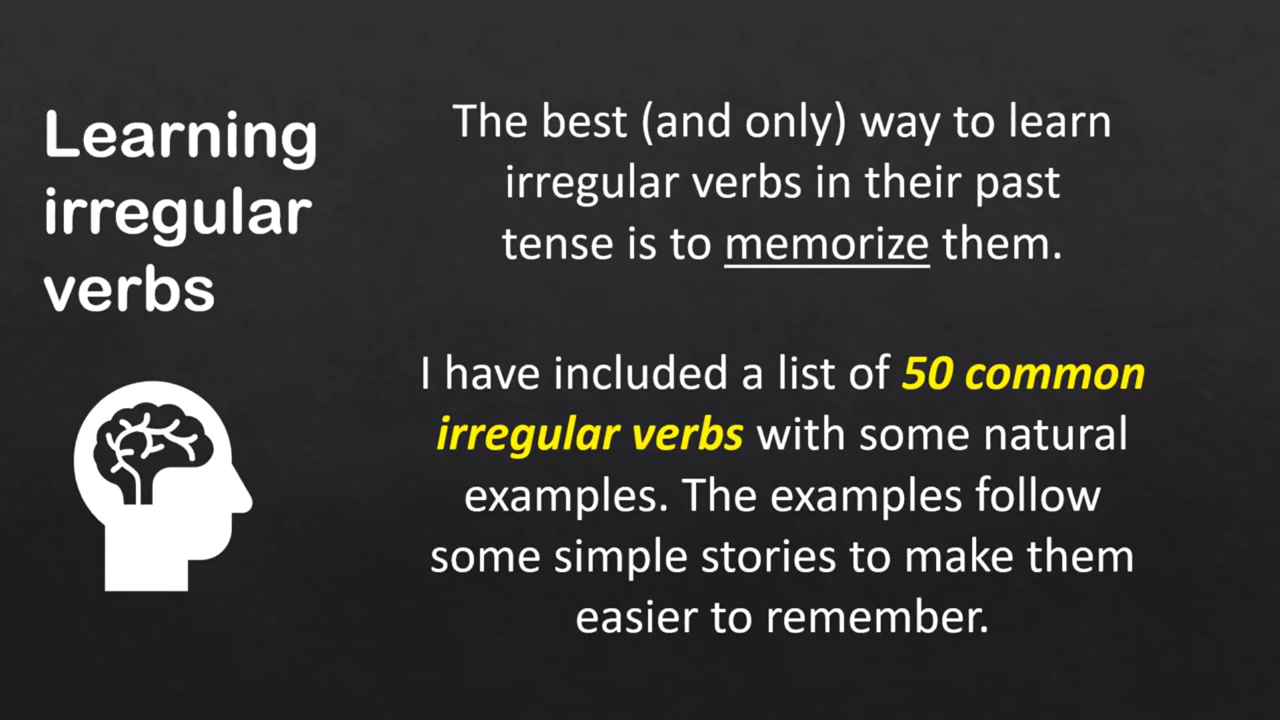 Learning
irregular
verbs
The best (and only) way to learn
irregular verbs in their past
tense is to memorize them.
I have included a list of 50 common
irregular verbs with some natural
examples. The examples follow
some simple stories to make them
easier to remember.